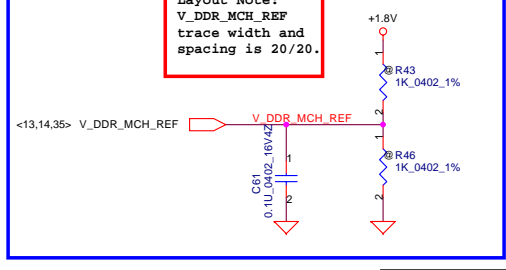 Layout Note:
V_DDR_MCH_REF
trace width and
spacing is 20/20.
+1.8V
1
@ R43
1K_0402_1%
2
<13,14,35> V_DDR_MCH_REF
V_DDR_MCH_REF
1
@ R46
1K_0402_1%
2
1
C61
0.1U_0402_16V4Z
2